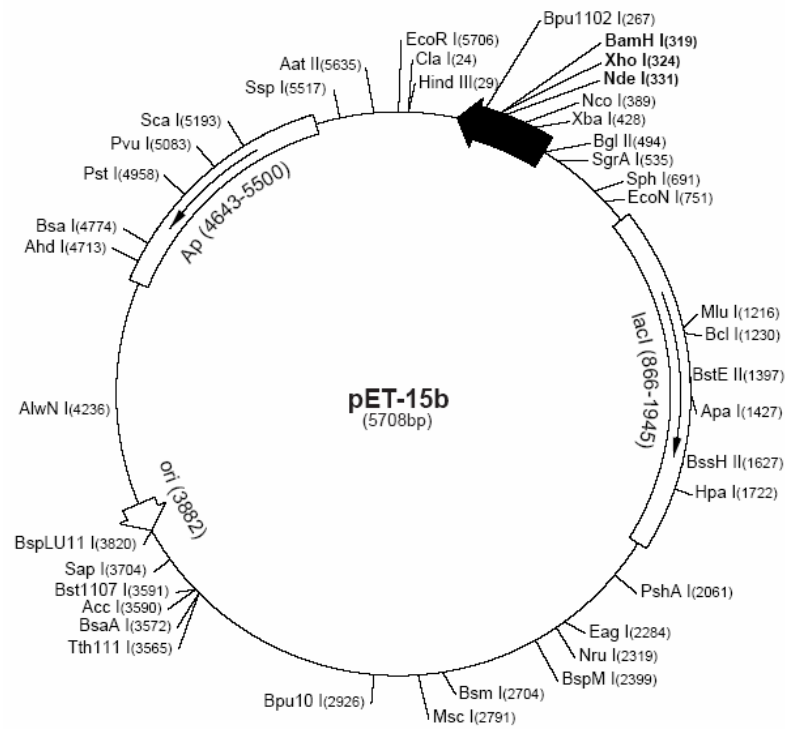 Bpu1102 I(267)
EcoR I(5706)
BamH I(319)
Aat II(5635)
Cla I(24)
Xho I(324)
Ssp I(5517)
Hind III(29)
Nde I(331)
Nco I(389)
Sca I(5193)
Xba I(428)
Pvu I(5083)
Bgl II(494)
SgrA I(535)
Pst I(4958)
Sph I(691)
EcoN I(751)
Ap (4643-5500)
Bsa I(4774)
Ahd I(4713)
Mlu I(1216)
Bcl I(1230)
lacI (866-1945)
BstE II(1397)
pET-15b
(5708bp)
AlwN I(4236)
Apa I(1427)
BssH II(1627)
Hpa I(1722)
ori (3882)
BspLU11 I(3820)
Sap I(3704)
Bst1107 I(3591)
PshA I(2061)
Acc I(3590)
BsaA I(3572)
Eag I(2284)
Tth111 I(3565)
Nru I(2319)
BspM I(2399)
Bsm I(2704)
Bpu10 I(2926)
Msc I(2791)